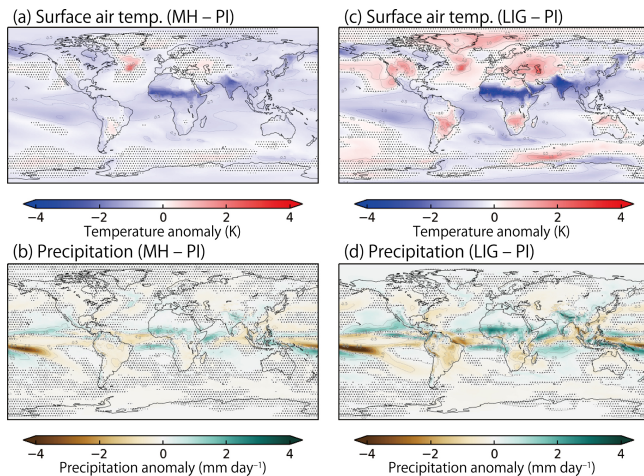 (a) Surface air temp. (MH – PI)
−4 −2 0 2 4
Temperature anomaly (K)
(b) Precipitation (MH – PI)
−4 −2 0 2 4
Precipitation anomaly (mm day⁻¹)
(c) Surface air temp. (LIG – PI)
−4 −2 0 2 4
Temperature anomaly (K)
(d) Precipitation (LIG – PI)
−4 −2 0 2 4
Precipitation anomaly (mm day⁻¹)